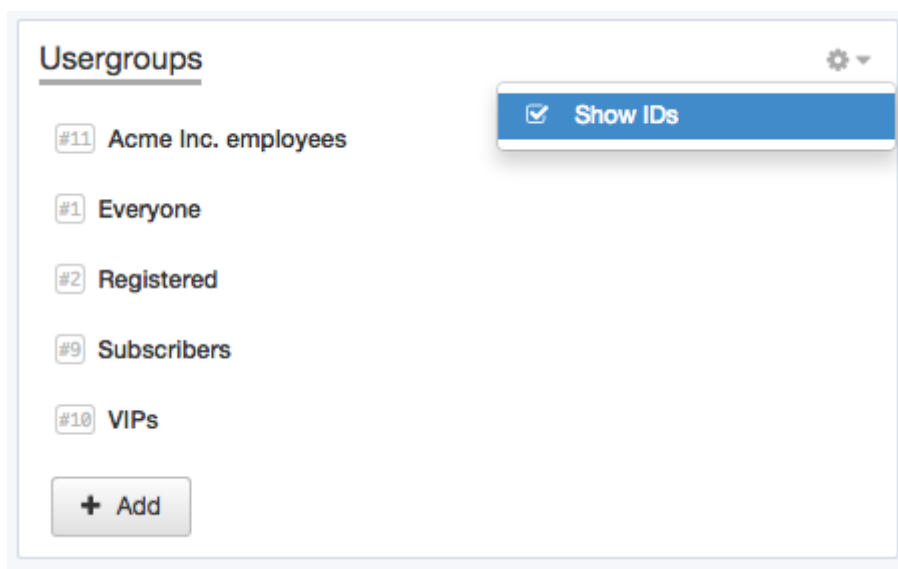 Usergroups
Show IDs
#11 Acme Inc. employees
#1 Everyone
#2 Registered
#9 Subscribers
#10 VIPs
+ Add